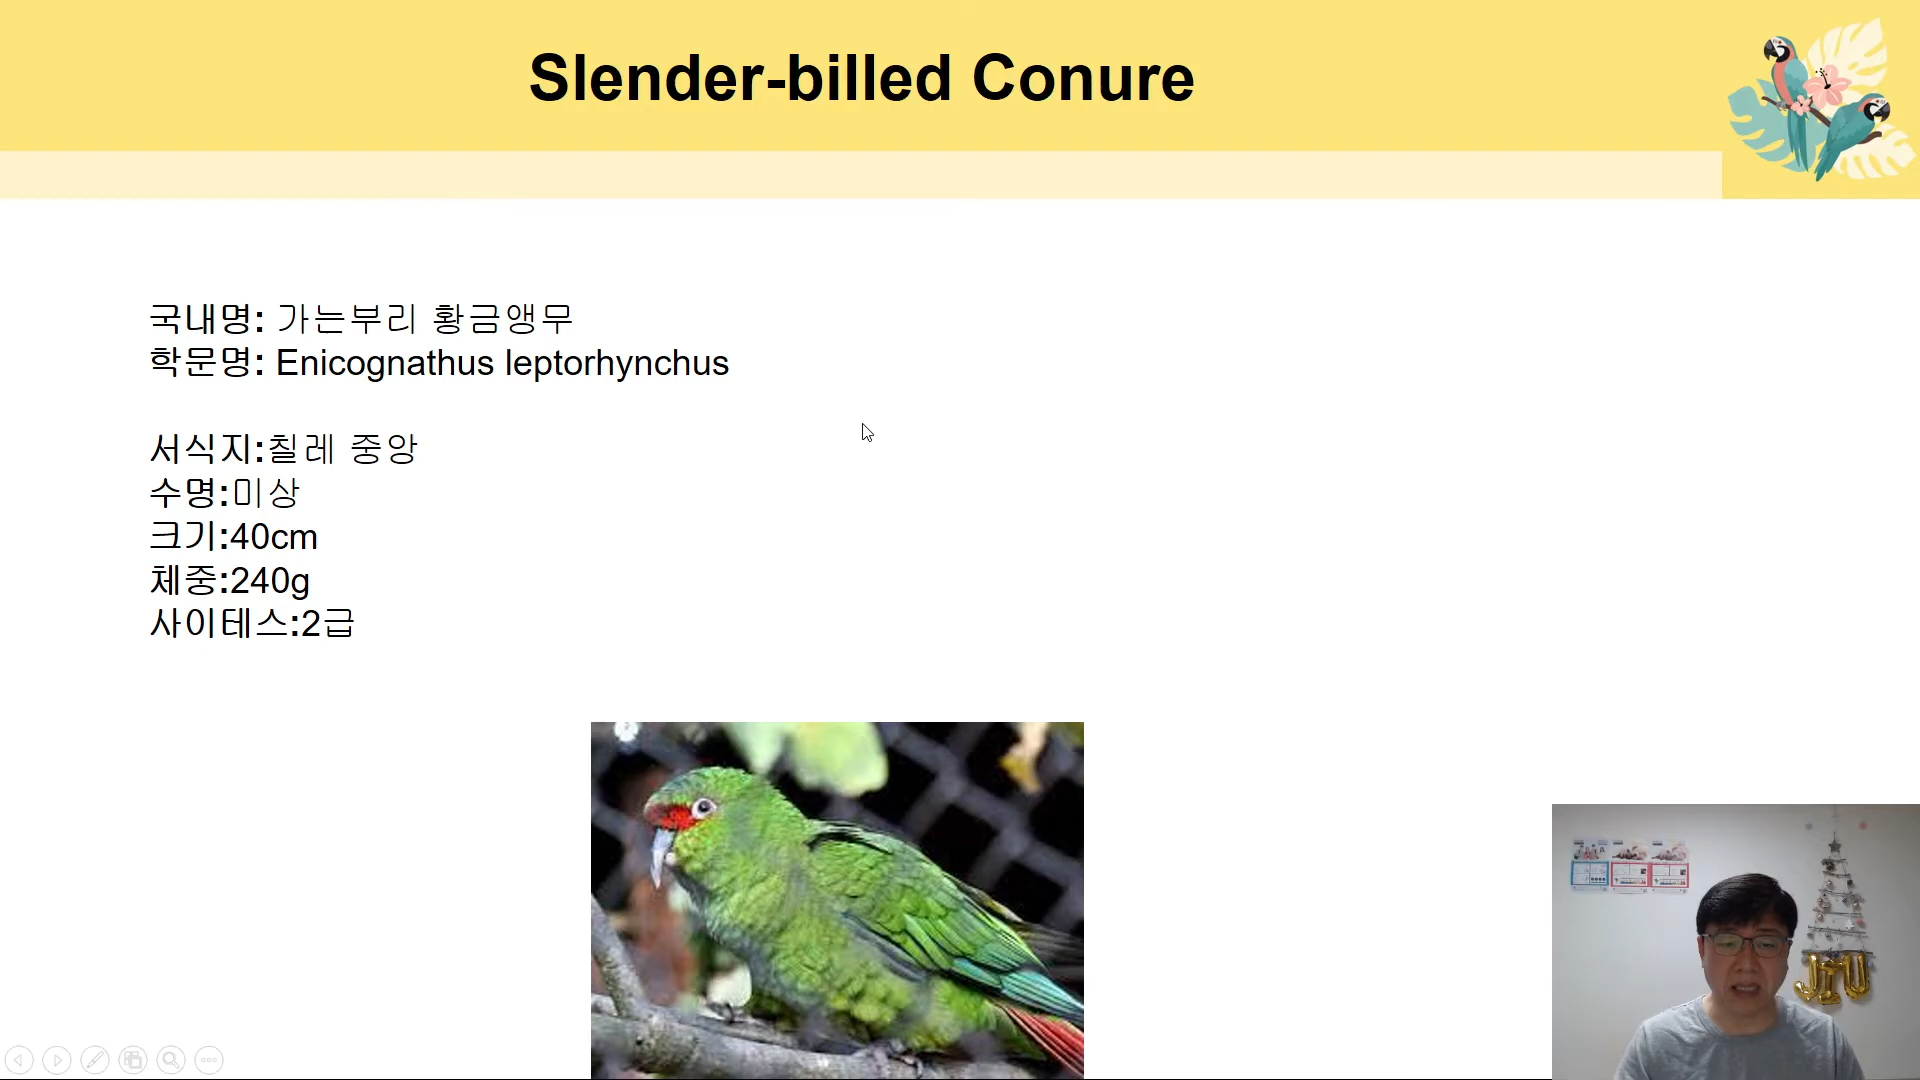 Slender-billed Conure
국내명: 가는부리 황금앵무
학문명: Enicognathus leptorhynchus
서식지:칠레 중앙
수명:미상
크기:40cm
체중:240g
사이테스:2급